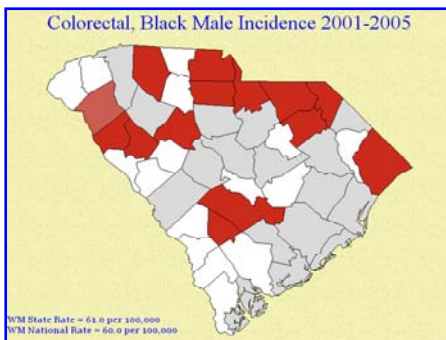 Colorectal, Black Male Incidence 2001-2005
WM State Rate = 61.0 per 100,000
WM National Rate = 60.0 per 100,000